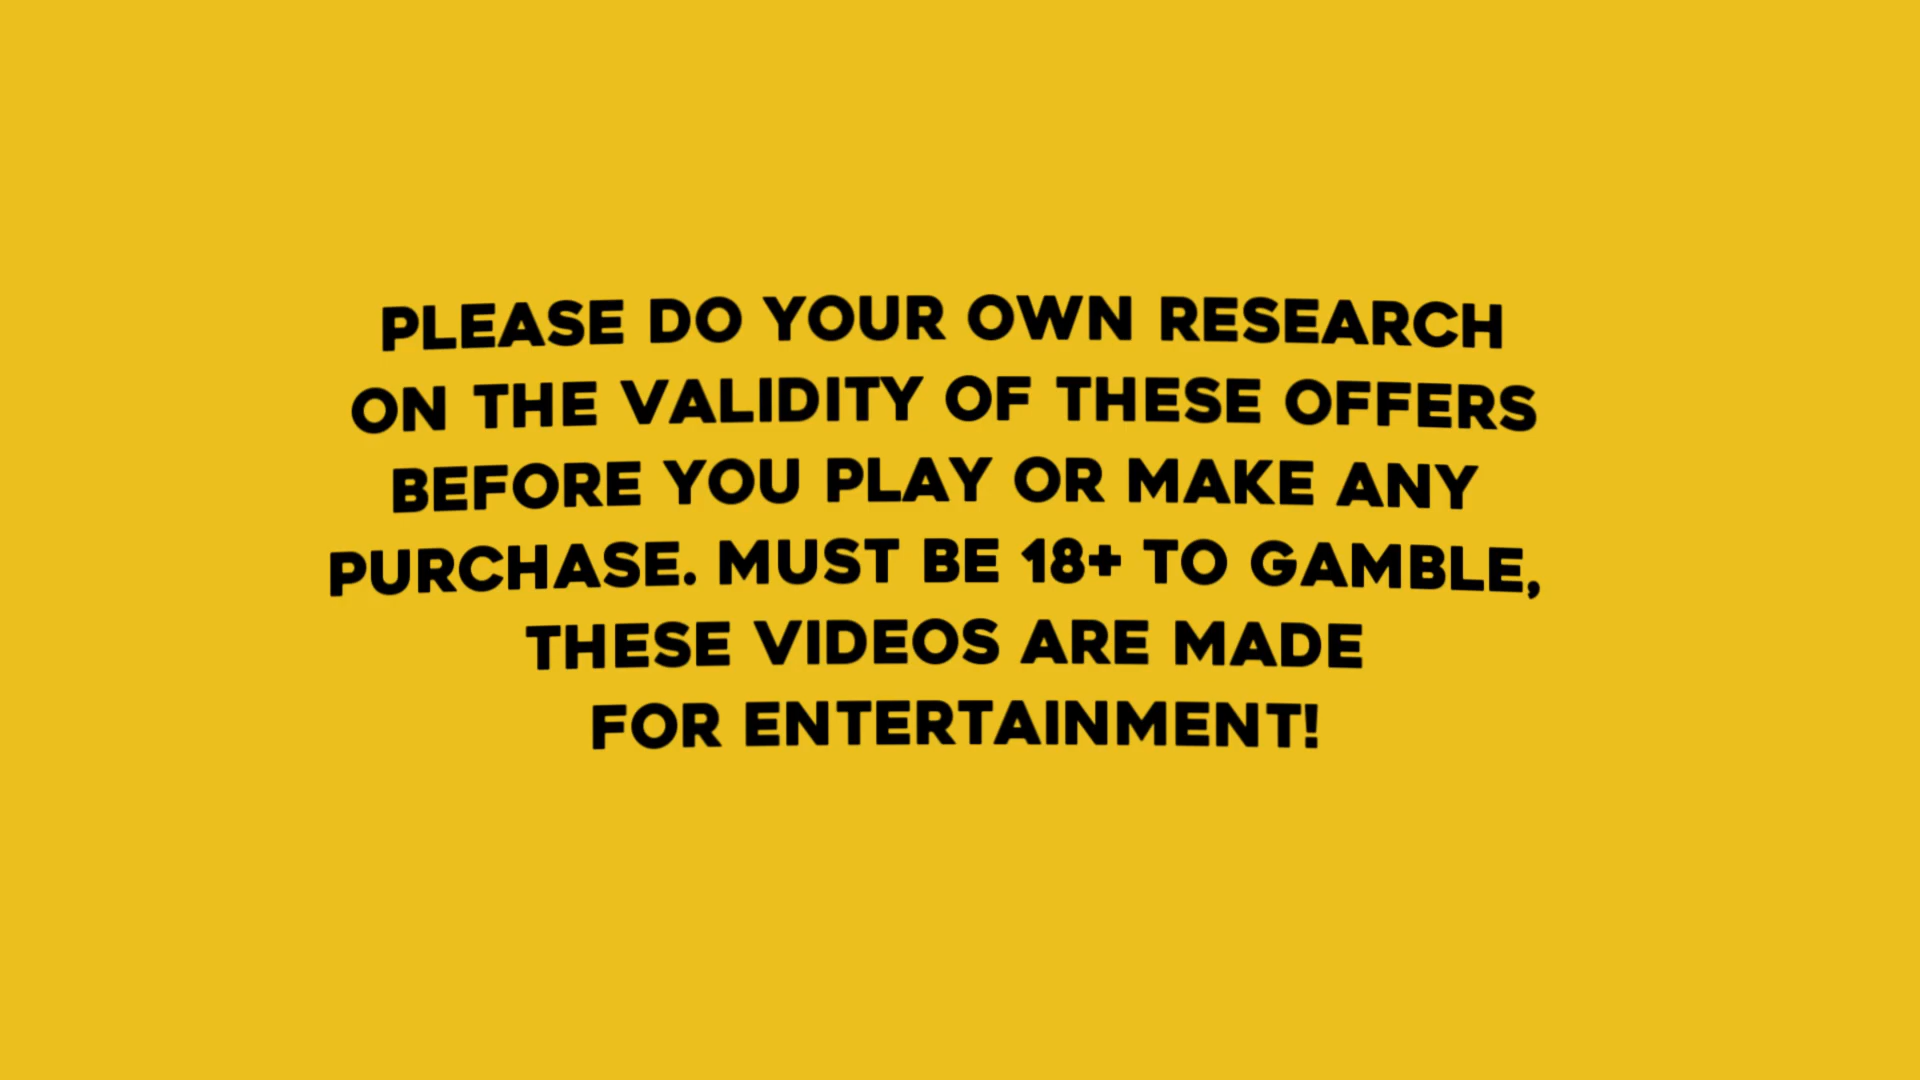 PLEASE DO YOUR OWN RESEARCH
ON THE VALIDITY OF THESE OFFERS
BEFORE YOU PLAY OR MAKE ANY
PURCHASE. MUST BE 18+ TO GAMBLE,
THESE VIDEOS ARE MADE
FOR ENTERTAINMENT!